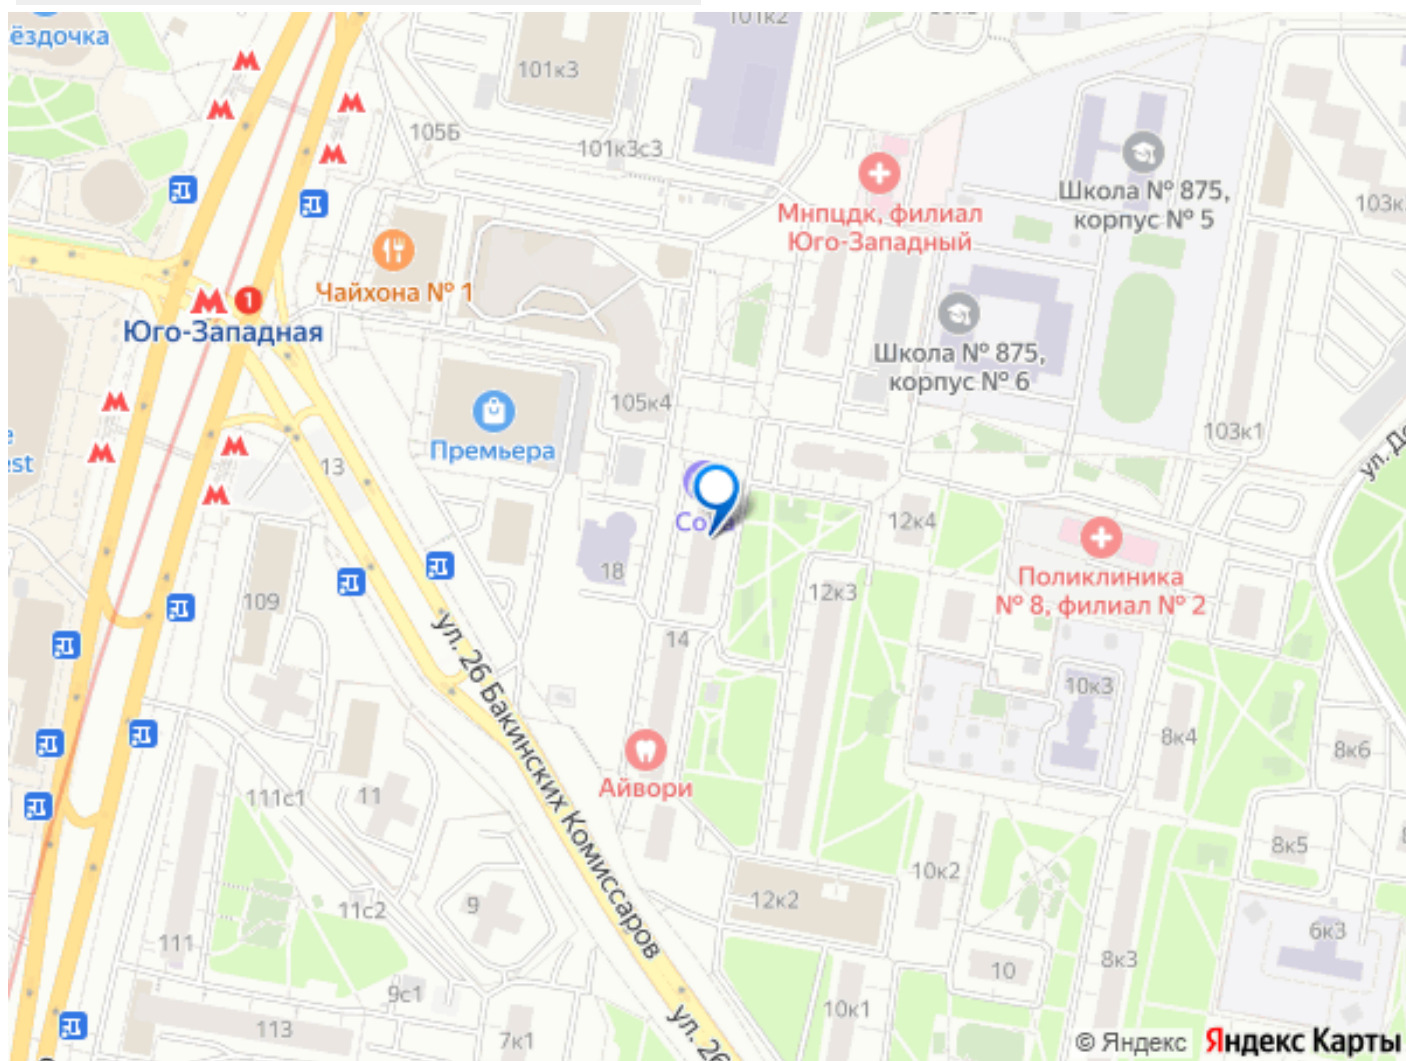 ёздочка
101к2
101к3
105Б
101к3с3
Школа № 875,
корпус № 5
103к
Мнпцдк, филиал
Юго-Западный
Чайхона № 1
1
Юго-Западная
Школа № 875,
корпус № 6
105к4
103к1
Премьера
e
est
13
ул. Д
12к4
18
Поликлиника
№ 8, филиал № 2
12к3
109
14
ул. 26 Бакинских Комиссаров
10к3
8к4
8к6
Айвори
111с1
11
8к5
10к2
12к2
9
11с2
111
6к3
10
8к3
9с1
10к1
113
7к1
ул. 26
© Яндекс
Яндекс Карты